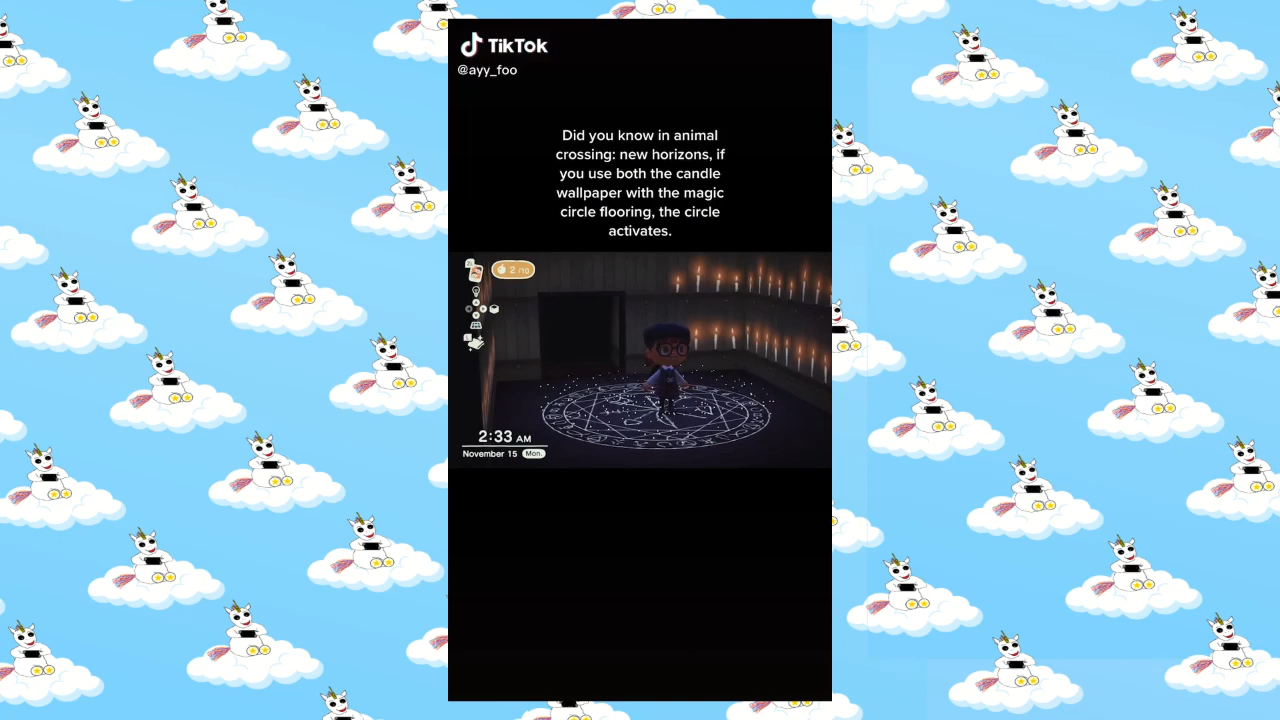 TikTok
@ayy_foo
Did you know in animal
crossing: new horizons, if
you use both the candle
wallpaper with the magic
circle flooring, the circle
activates.
2/10
2:33 AM
November 15 Mon.